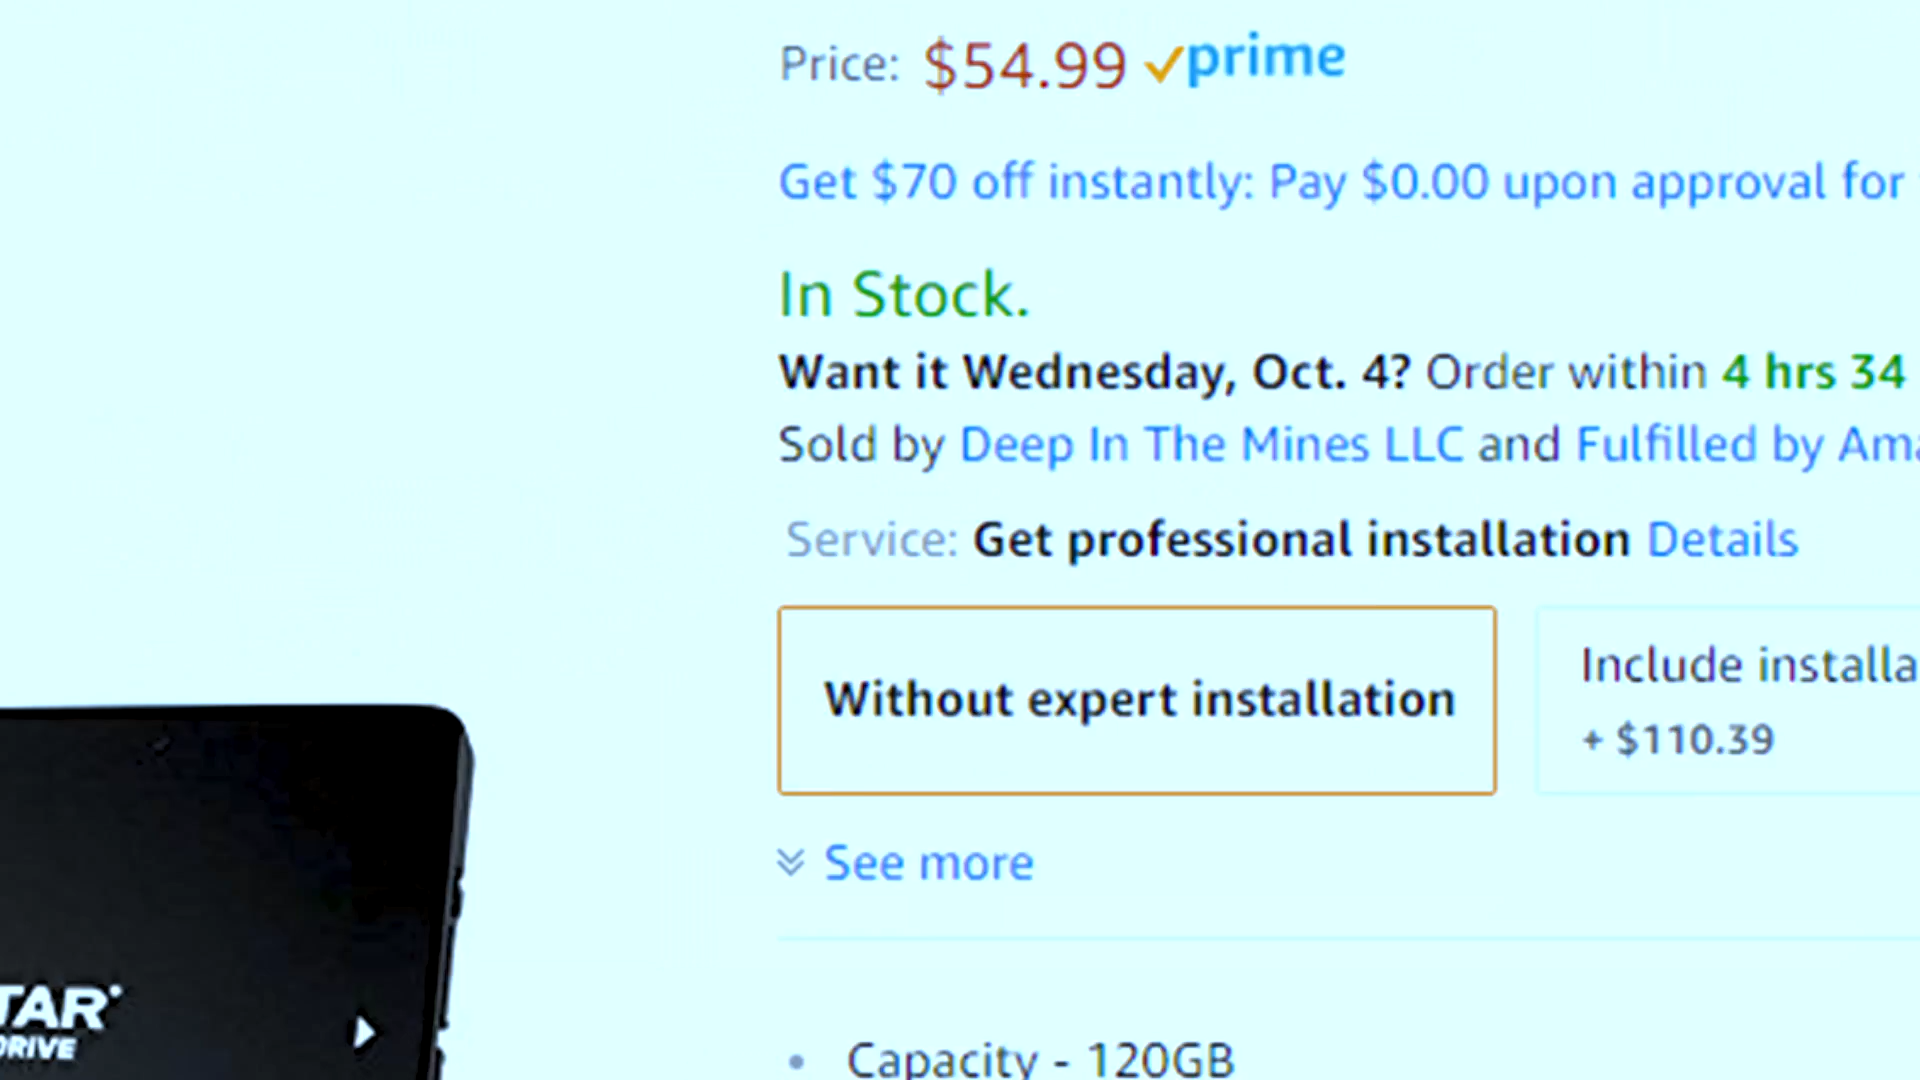 Price: $54.99 prime
Get $70 off instantly: Pay $0.00 upon approval for
In Stock.
Want it Wednesday, Oct. 4? Order within 4 hrs 34
Sold by Deep In The Mines LLC and Fulfilled by Ama
Service: Get professional installation Details
Without expert installation
Include installa
+ $110.39
See more
TAR
DRIVE
• Capacity - 120GB